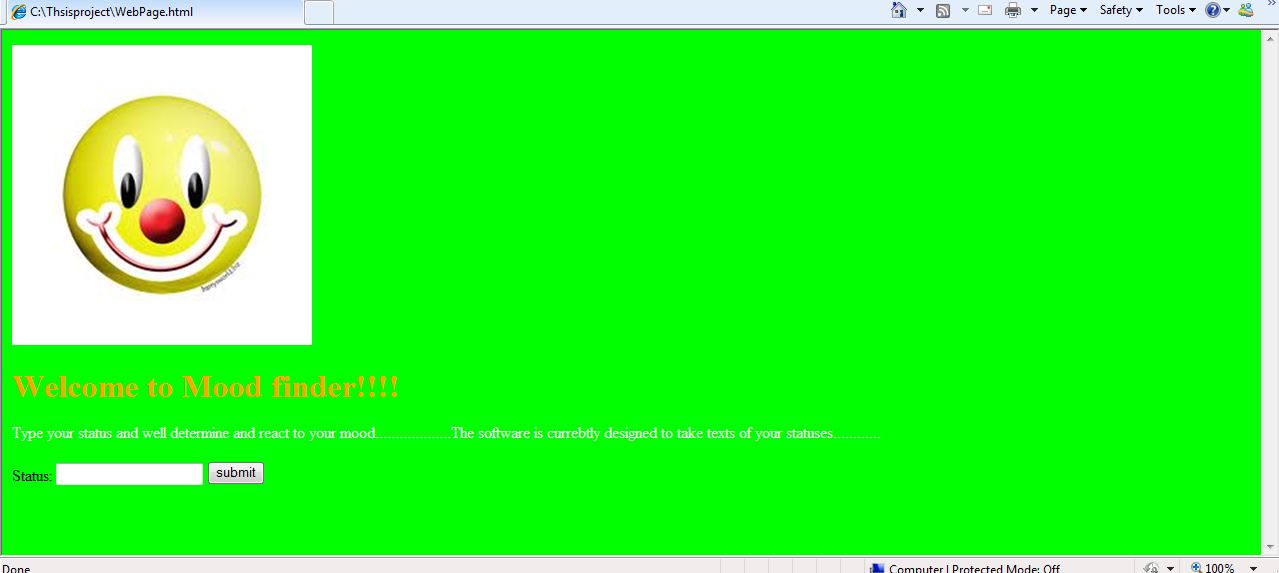 C:\Thsisproject\WebPage.html
Page Safety Tools
Welcome to Mood finder!!!!
Type your status and well determine and react to your mood...................The software is currebtly designed to take texts of your statuses............
Status: submit
Done Computer | Protected Mode: Off 100%